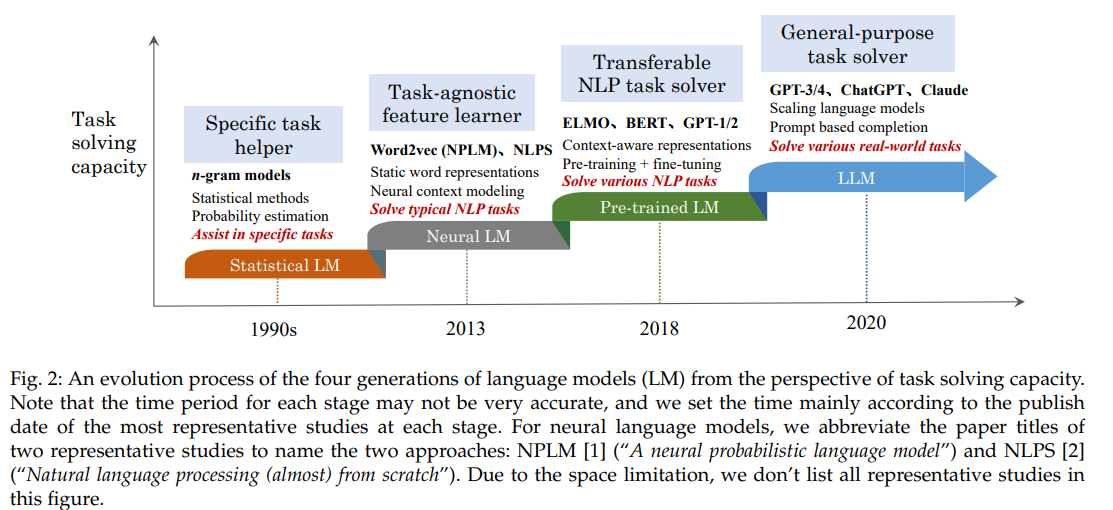 Task
solving
capacity
Specific task
helper
n-gram models
Statistical methods
Probability estimation
Assist in specific tasks
Statistical LM
1990s
Task-agnostic
feature learner
Word2vec (NPLM)、NLPS
Static word representations
Neural context modeling
Solve typical NLP tasks
Neural LM
2013
Transferable
NLP task solver
ELMO、BERT、GPT-1/2
Context-aware representations
Pre-training + fine-tuning
Solve various NLP tasks
Pre-trained LM
2018
General-purpose
task solver
GPT-3/4、ChatGPT、Claude
Scaling language models
Prompt based completion
Solve various real-world tasks
LLM
2020
Fig. 2: An evolution process of the four generations of language models (LM) from the perspective of task solving capacity.
Note that the time period for each stage may not be very accurate, and we set the time mainly according to the publish
date of the most representative studies at each stage. For neural language models, we abbreviate the paper titles of
two representative studies to name the two approaches: NPLM [1] (“A neural probabilistic language model”) and NLPS [2]
(“Natural language processing (almost) from scratch”). Due to the space limitation, we don’t list all representative studies in
this figure.